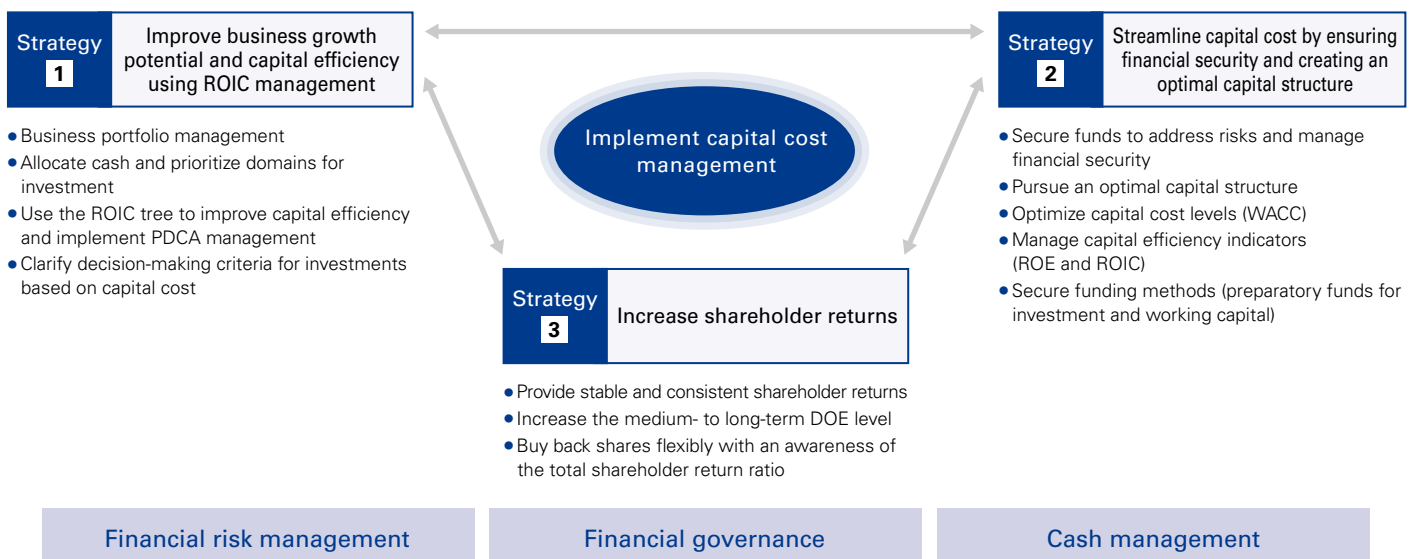 Strategy
1
Improve business growth
potential and capital efficiency
using ROIC management
• Business portfolio management
• Allocate cash and prioritize domains for
investment
• Use the ROIC tree to improve capital efficiency
and implement PDCA management
• Clarify decision-making criteria for investments
based on capital cost
Implement capital cost
management
Strategy
2
Streamline capital cost by ensuring
financial security and creating an
optimal capital structure
• Secure funds to address risks and manage
financial security
• Pursue an optimal capital structure
• Optimize capital cost levels (WACC)
• Manage capital efficiency indicators
(ROE and ROIC)
• Secure funding methods (preparatory funds for
investment and working capital)
Strategy
3
Increase shareholder returns
• Provide stable and consistent shareholder returns
• Increase the medium- to long-term DOE level
• Buy back shares flexibly with an awareness of
the total shareholder return ratio
Financial risk management
Financial governance
Cash management